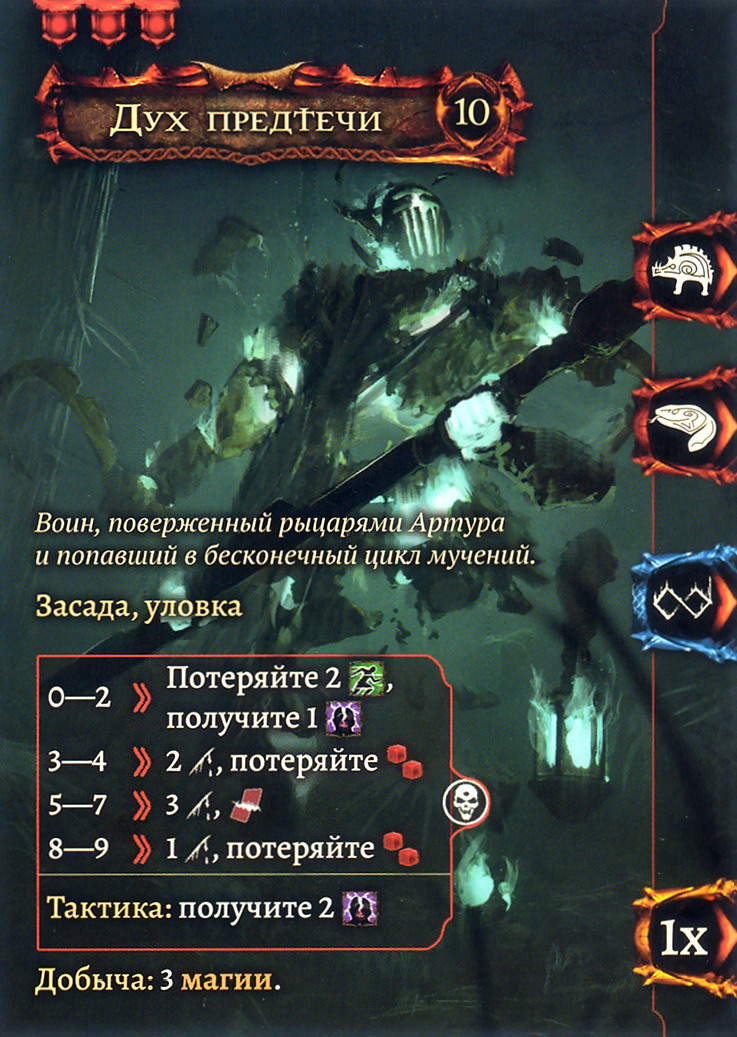 Дух предтечи
10
Воин, поверженный рыцарями Артура
и попавший в бесконечный цикл мучений.
Засада, уловка
0—2 Потеряйте 2 ,
получите 1
3—4 2 , потеряйте
5—7 3 ,
8—9 1 , потеряйте
Тактика: получите 2
1x
Добыча: 3 магии.